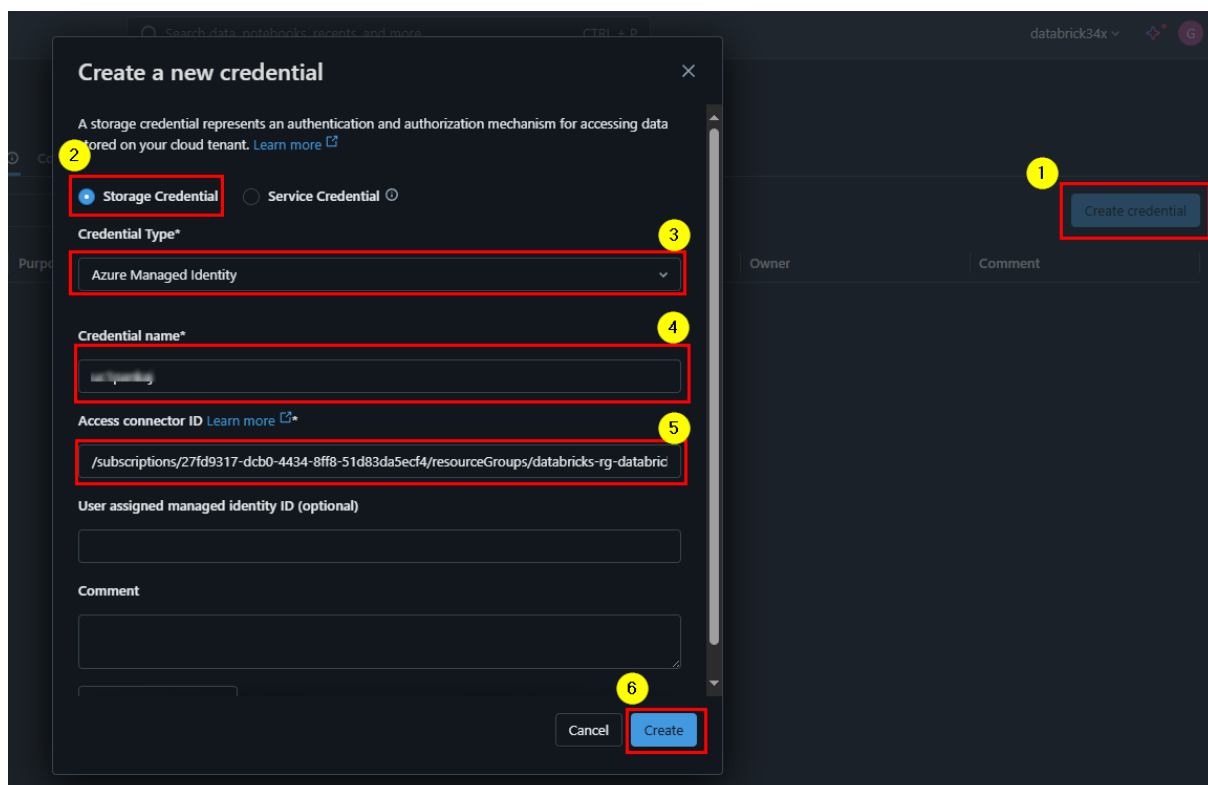 Search data, notebooks, recents, and more... CTRL + P
databrick34x
G
Create a new credential
A storage credential represents an authentication and authorization mechanism for accessing data
stored on your cloud tenant. Learn more
2
1
Storage Credential Service Credential
Create credential
Credential Type*
3
Azure Managed Identity
Owner Comment
Credential name*
4
Access connector ID Learn more *
5
/subscriptions/27fd9317-dcb0-4434-8ff8-51d83da5ecf4/resourceGroups/databricks-rg-databric
User assigned managed identity ID (optional)
Comment
6
Cancel Create